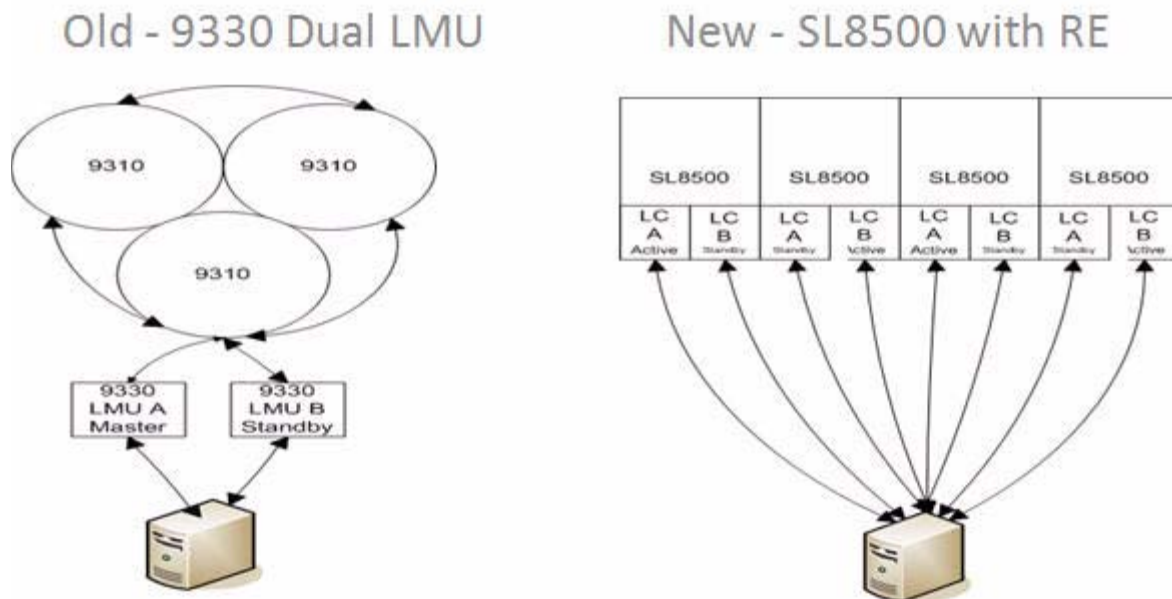 Old - 9330 Dual LMU
9310
9310
9310
9330
LMU A
Master
9330
LMU B
Standby
New - SL8500 with RE
SL8500
SL8500
SL8500
SL8500
LC
A
Active
LC
B
Standby
LC
A
Standby
LC
B
Active
LC
A
Active
LC
B
Standby
LC
A
Standby
LC
B
Active